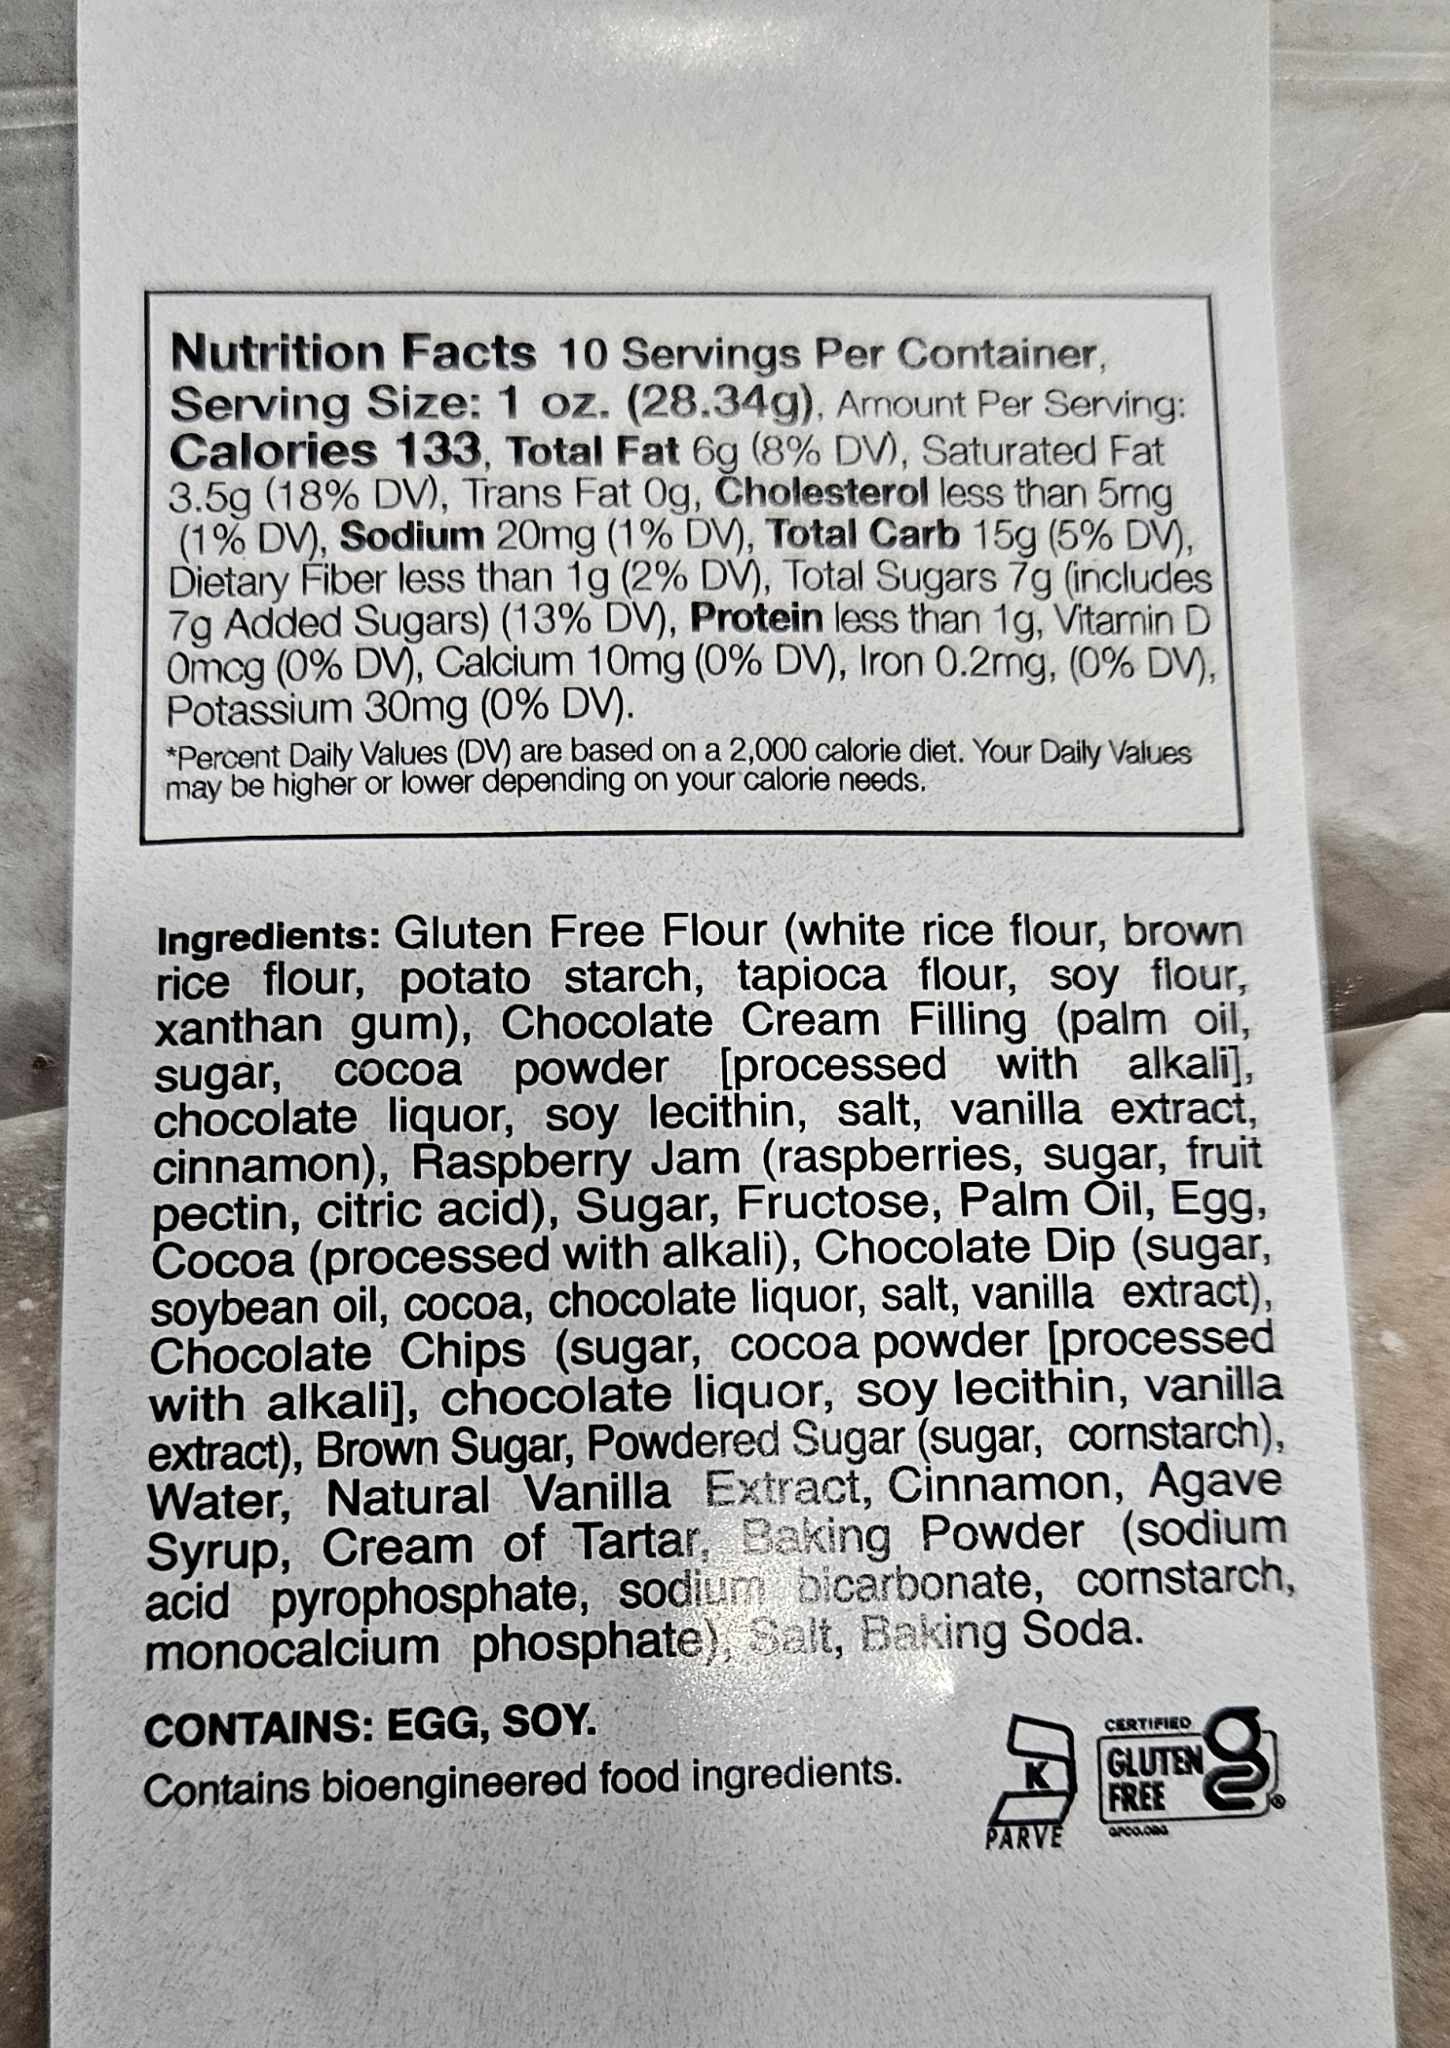 Nutrition Facts 10 Servings Per Container,
Serving Size: 1 oz. (28.34g), Amount Per Serving:
Calories 133, Total Fat 6g (8% DV), Saturated Fat
3.5g (18% DV), Trans Fat 0g, Cholesterol less than 5mg
(1% DV), Sodium 20mg (1% DV), Total Carb 15g (5% DV),
Dietary Fiber less than 1g (2% DV), Total Sugars 7g (includes
7g Added Sugars) (13% DV), Protein less than 1g, Vitamin D
0mcg (0% DV), Calcium 10mg (0% DV), Iron 0.2mg, (0% DV),
Potassium 30mg (0% DV).
*Percent Daily Values (DV) are based on a 2,000 calorie diet. Your Daily Values
may be higher or lower depending on your calorie needs.
Ingredients: Gluten Free Flour (white rice flour, brown
rice flour, potato starch, tapioca flour, soy flour,
xanthan gum), Chocolate Cream Filling (palm oil,
sugar, cocoa powder [processed with alkali],
chocolate liquor, soy lecithin, salt, vanilla extract,
cinnamon), Raspberry Jam (raspberries, sugar, fruit
pectin, citric acid), Sugar, Fructose, Palm Oil, Egg,
Cocoa (processed with alkali), Chocolate Dip (sugar,
soybean oil, cocoa, chocolate liquor, salt, vanilla extract),
Chocolate Chips (sugar, cocoa powder [processed
with alkali], chocolate liquor, soy lecithin, vanilla
extract), Brown Sugar, Powdered Sugar (sugar, cornstarch),
Water, Natural Vanilla Extract, Cinnamon, Agave
Syrup, Cream of Tartar, Baking Powder (sodium
acid pyrophosphate, sodium bicarbonate, cornstarch,
monocalcium phosphate), Salt, Baking Soda.
CONTAINS: EGG, SOY.
Contains bioengineered food ingredients.
K
PARVE
CERTIFIED
GLUTEN
FREE
g
®
GFCO.ORG